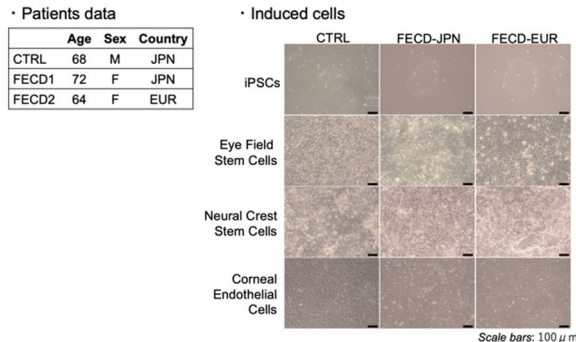 ・Patients data
Age Sex Country
CTRL 68 M JPN
FECD1 72 F JPN
FECD2 64 F EUR
・Induced cells
CTRL FECD-JPN FECD-EUR
iPSCs
Eye Field
Stem Cells
Neural Crest
Stem Cells
Corneal
Endothelial
Cells
Scale bars: 100 μ m